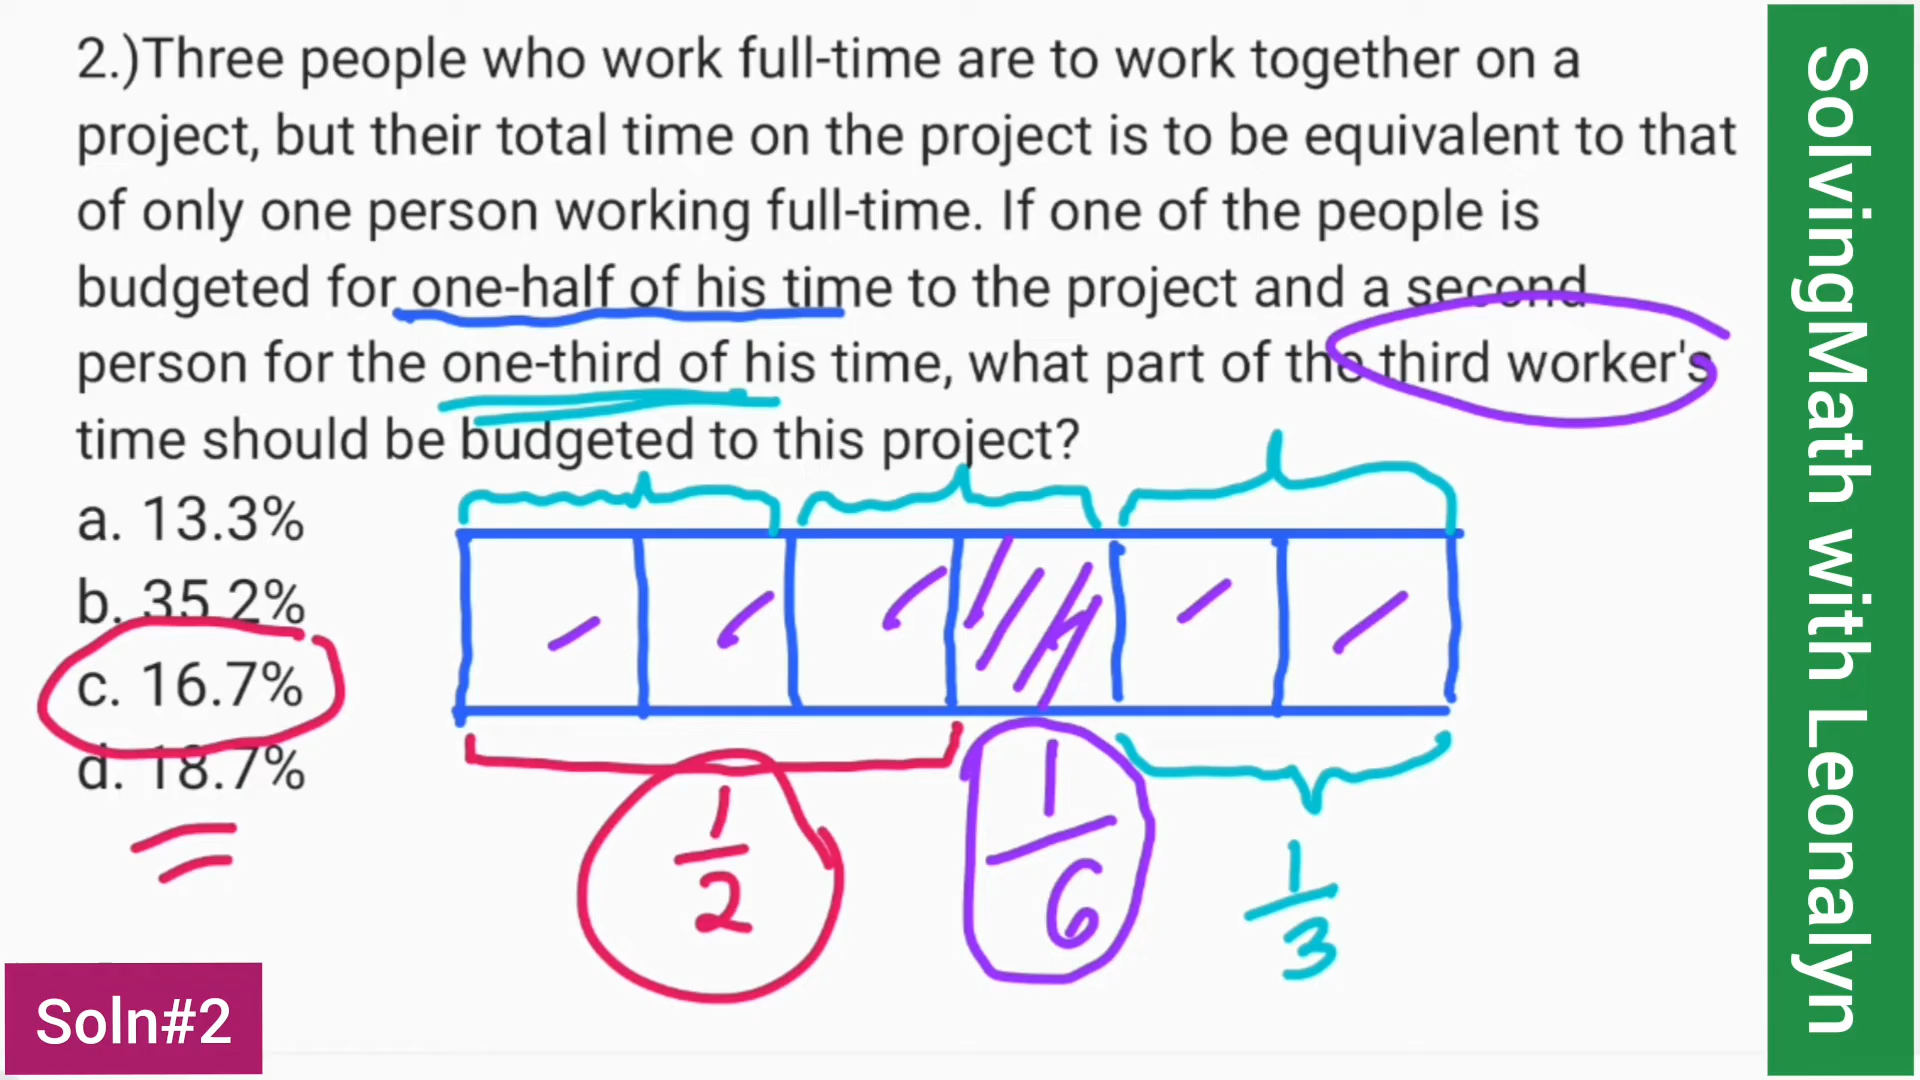 2.)Three people who work full-time are to work together on a
project, but their total time on the project is to be equivalent to that
of only one person working full-time. If one of the people is
budgeted for one-half of his time to the project and a second
person for the one-third of his time, what part of the third worker's
time should be budgeted to this project?
a. 13.3%
b. 35.2%
c. 16.7%
d. 18.7%
1/2
1/6
1/3
Soln#2
SolvingMath with Leonalyn